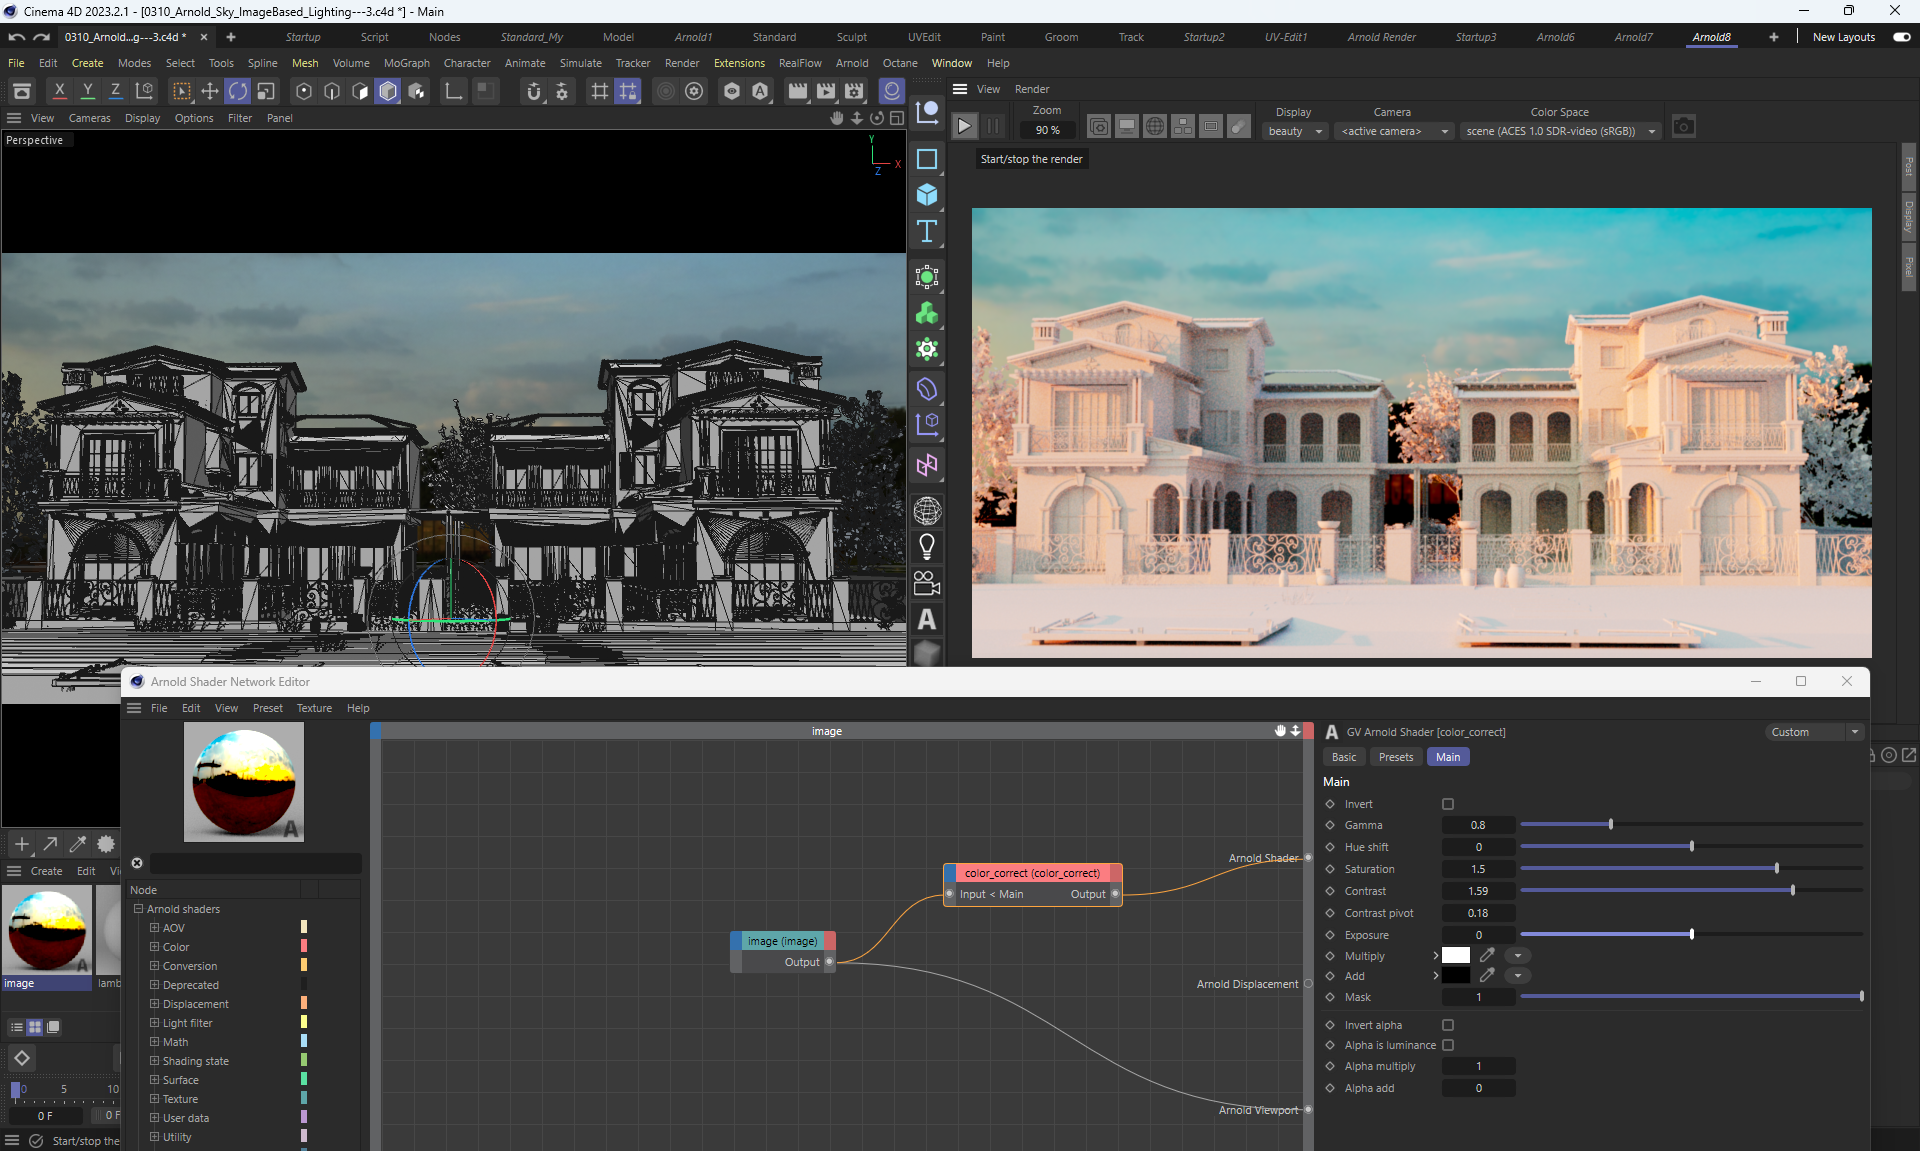 Cinema 4D 2023.2.1 - [0310_Arnold_Sky_ImageBased_Lighting---3.c4d *] - Main
0310_Arnold...g---3.c4d *
Startup
Script
Nodes
Standard_My
Model
Arnold1
Standard
Sculpt
UVEdit
Paint
Groom
Track
Startup2
UV-Edit1
Arnold Render
Startup3
Arnold6
Arnold7
Arnold8
New Layouts
File
Edit
Create
Modes
Select
Tools
Spline
Mesh
Volume
MoGraph
Character
Animate
Simulate
Tracker
Render
Extensions
RealFlow
Arnold
Octane
Window
Help
X
Y
Z
View
Render
Zoom
90 %
Display
beauty
Camera
<active camera>
Color Space
scene (ACES 1.0 SDR-video (sRGB))
View
Cameras
Display
Options
Filter
Panel
Perspective
Y
X
Z
Start/stop the render
Post
Display
Pixel
Arnold Shader Network Editor
File
Edit
View
Preset
Texture
Help
image
Node
Arnold shaders
AOV
Color
Conversion
Deprecated
Displacement
Light filter
Math
Shading state
Surface
Texture
User data
Utility
color_correct (color_correct)
Input < Main
Output
image (image)
Output
Arnold Shader
Arnold Displacement
Arnold Viewport
GV Arnold Shader [color_correct]
Custom
Basic
Presets
Main
Main
Invert
Gamma 0.8
Hue shift 0
Saturation 1.5
Contrast 1.59
Contrast pivot 0.18
Exposure 0
Multiply
Add
Mask 1
Invert alpha
Alpha is luminance
Alpha multiply 1
Alpha add 0
Create
Edit
Vi
image
lamb
0
5
10
0 F
0 F
Start/stop the